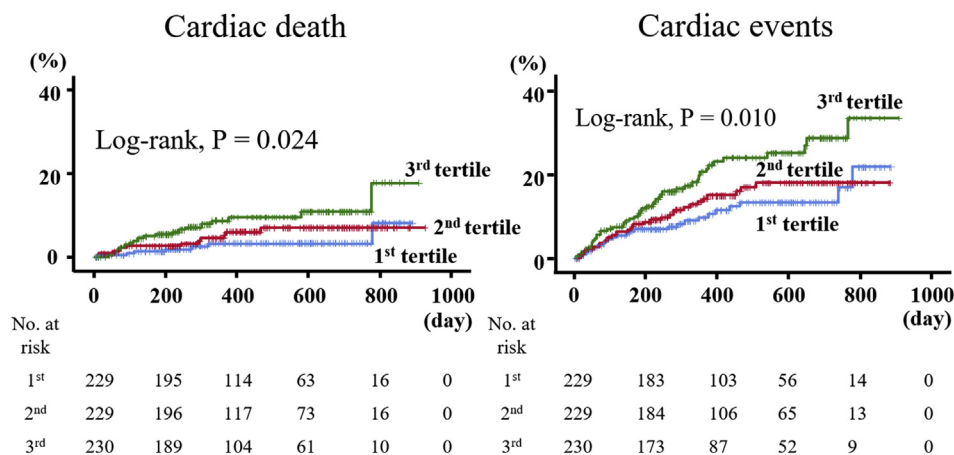 Cardiac death
(%)
40
20
0
Log-rank, P = 0.024
3rd tertile
2nd tertile
1st tertile
0 200 400 600 800 1000
(day)
No. at
risk
1st 229 195 114 63 16 0
2nd 229 196 117 73 16 0
3rd 230 189 104 61 10 0
Cardiac events
(%)
40
20
0
Log-rank, P = 0.010
3rd tertile
2nd tertile
1st tertile
0 200 400 600 800 1000
(day)
No. at
risk
1st 229 183 103 56 14 0
2nd 229 184 106 65 13 0
3rd 230 173 87 52 9 0